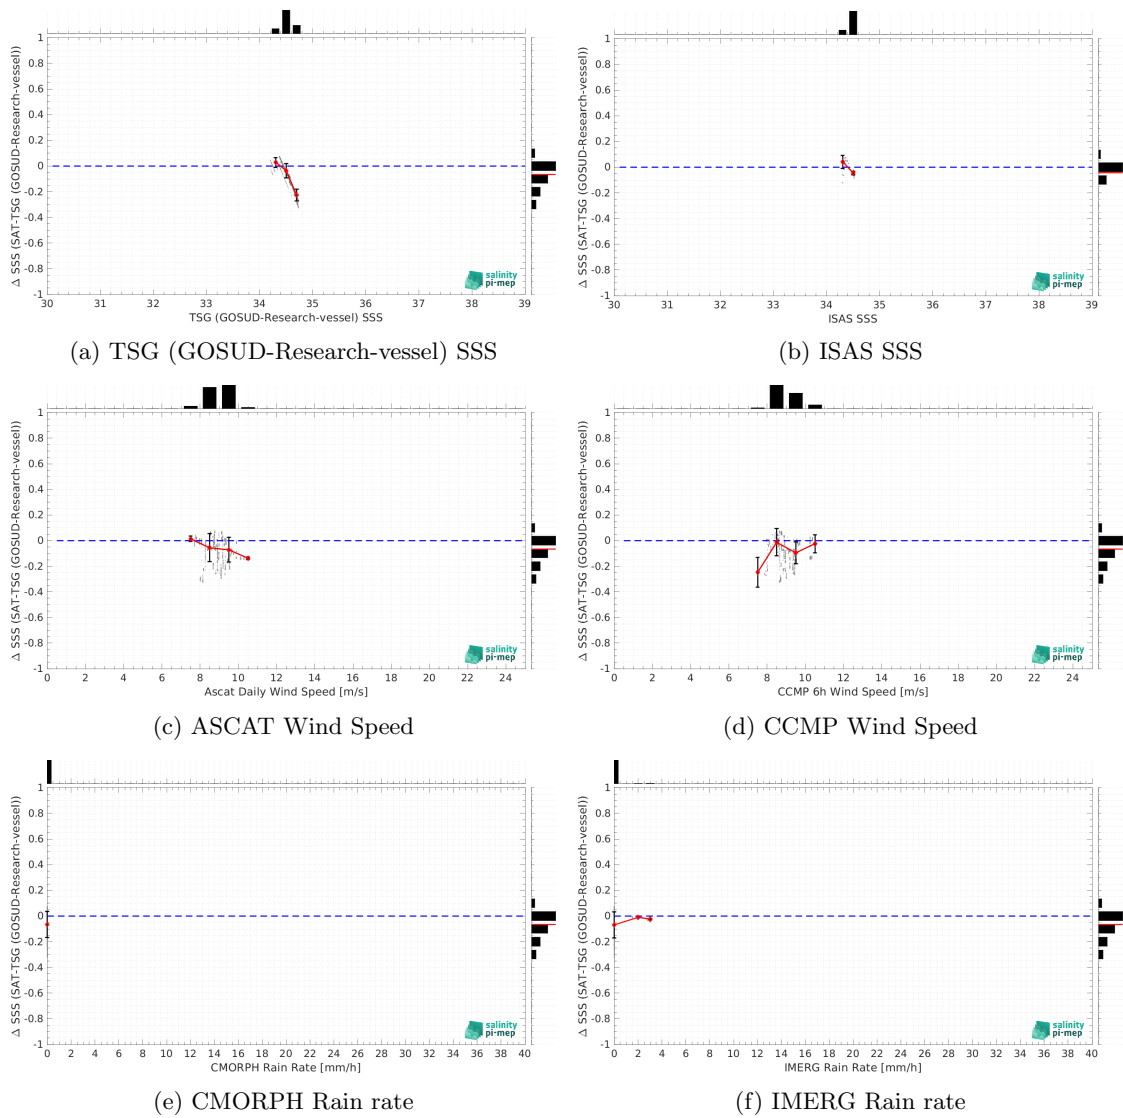 Δ SSS (SAT-TSG (GOSUD-Research-vessel))
1
0.8
0.6
0.4
0.2
0
-0.2
-0.4
-0.6
-0.8
-1
30 31 32 33 34 35 36 37 38 39
TSG (GOSUD-Research-vessel) SSS
salinity
pi-mep
(a) TSG (GOSUD-Research-vessel) SSS
Δ SSS (SAT-TSG (GOSUD-Research-vessel))
1
0.8
0.6
0.4
0.2
0
-0.2
-0.4
-0.6
-0.8
-1
30 31 32 33 34 35 36 37 38 39
ISAS SSS
salinity
pi-mep
(b) ISAS SSS
Δ SSS (SAT-TSG (GOSUD-Research-vessel))
1
0.8
0.6
0.4
0.2
0
-0.2
-0.4
-0.6
-0.8
-1
0 2 4 6 8 10 12 14 16 18 20 22 24
Ascat Daily Wind Speed [m/s]
salinity
pi-mep
(c) ASCAT Wind Speed
Δ SSS (SAT-TSG (GOSUD-Research-vessel))
1
0.8
0.6
0.4
0.2
0
-0.2
-0.4
-0.6
-0.8
-1
0 2 4 6 8 10 12 14 16 18 20 22 24
CCMP 6h Wind Speed [m/s]
salinity
pi-mep
(d) CCMP Wind Speed
Δ SSS (SAT-TSG (GOSUD-Research-vessel))
1
0.8
0.6
0.4
0.2
0
-0.2
-0.4
-0.6
-0.8
-1
0 2 4 6 8 10 12 14 16 18 20 22 24 26 28 30 32 34 36 38 40
CMORPH Rain Rate [mm/h]
salinity
pi-mep
(e) CMORPH Rain rate
Δ SSS (SAT-TSG (GOSUD-Research-vessel))
1
0.8
0.6
0.4
0.2
0
-0.2
-0.4
-0.6
-0.8
-1
0 2 4 6 8 10 12 14 16 18 20 22 24 26 28 30 32 34 36 38 40
IMERG Rain Rate [mm/h]
salinity
pi-mep
(f) IMERG Rain rate